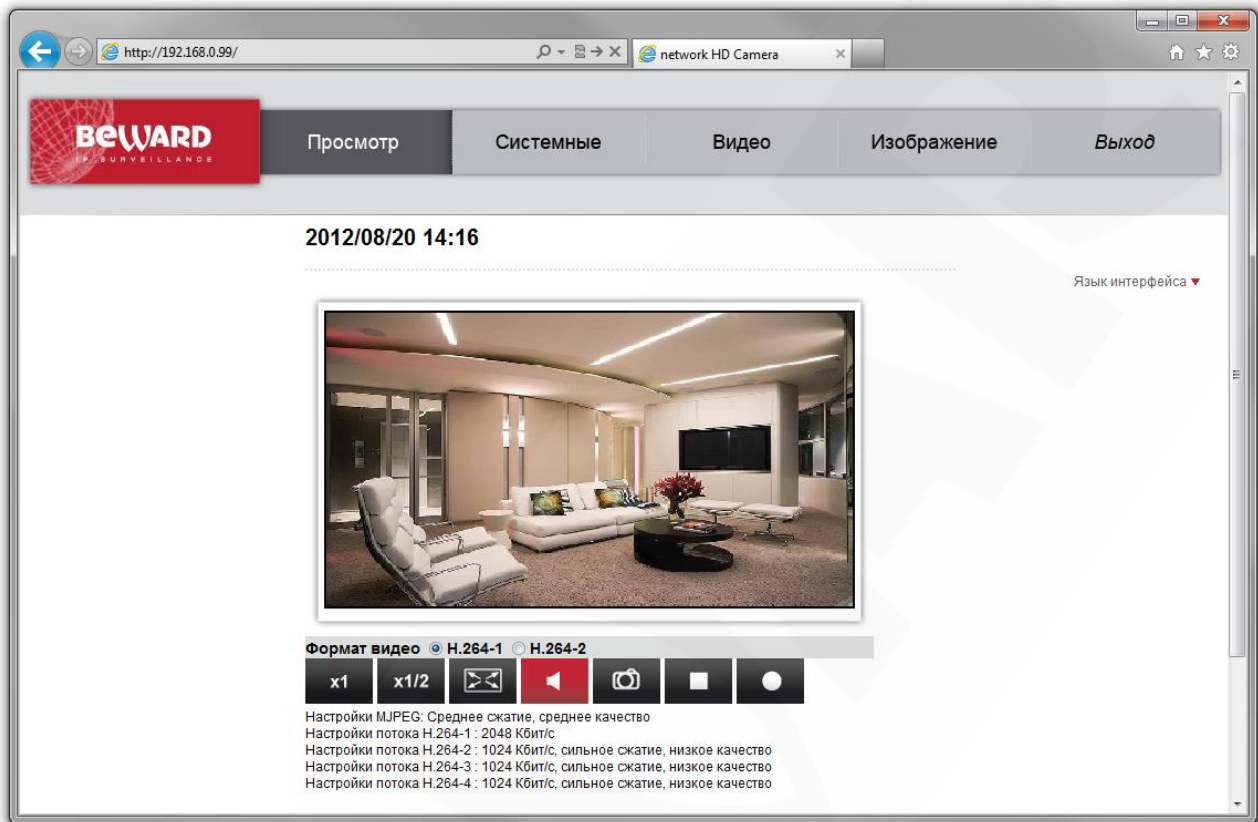 http://192.168.0.99/
network HD Camera
BEWARD
IP SURVEILLANCE
Просмотр
Системные
Видео
Изображение
Выход
2012/08/20 14:16
Язык интерфейса
Формат видео H.264-1 H.264-2
x1 x1/2
Настройки MJPEG: Среднее сжатие, среднее качество
Настройки потока H.264-1 : 2048 Кбит/с
Настройки потока H.264-2 : 1024 Кбит/с, сильное сжатие, низкое качество
Настройки потока H.264-3 : 1024 Кбит/с, сильное сжатие, низкое качество
Настройки потока H.264-4 : 1024 Кбит/с, сильное сжатие, низкое качество